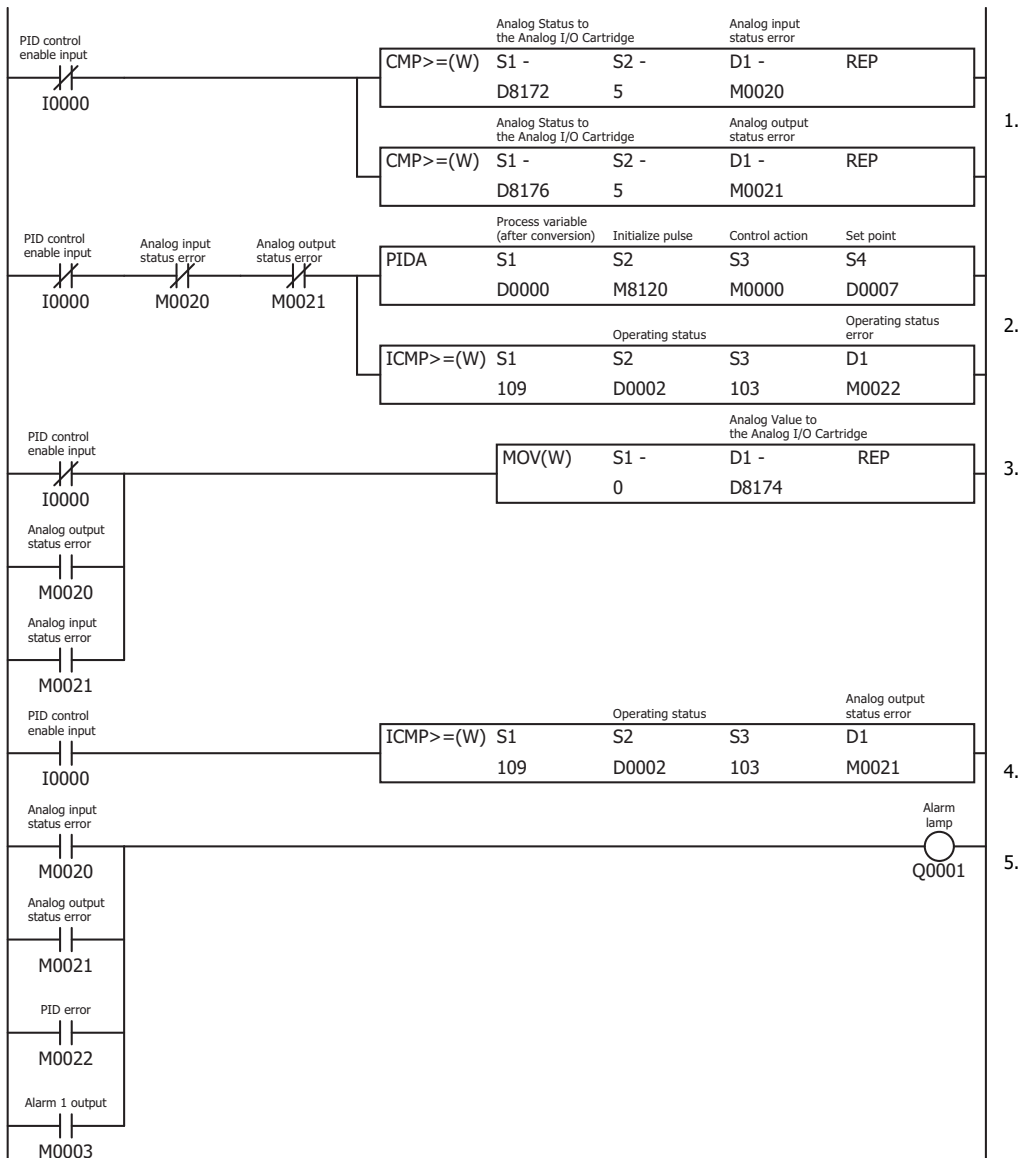 PID control
enable input
I0000
Analog Status to
the Analog I/O Cartridge
Analog input
status error
CMP>=(W) S1 - S2 - D1 - REP
D8172 5 M0020
1.
Analog Status to
the Analog I/O Cartridge
Analog output
status error
CMP>=(W) S1 - S2 - D1 - REP
D8176 5 M0021
PID control
enable input
I0000
Analog input
status error
M0020
Analog output
status error
M0021
Process variable
(after conversion)
Initialize pulse
Control action
Set point
PIDA S1 S2 S3 S4
D0000 M8120 M0000 D0007
2.
Operating status
Operating status
error
ICMP>=(W) S1 S2 S3 D1
109 D0002 103 M0022
PID control
enable input
I0000
Analog Value to
the Analog I/O Cartridge
MOV(W) S1 - D1 - REP
0 D8174
3.
Analog output
status error
M0020
Analog input
status error
M0021
PID control
enable input
I0000
Operating status
Analog output
status error
ICMP>=(W) S1 S2 S3 D1
109 D0002 103 M0021
4.
Analog input
status error
M0020
Alarm
lamp
Q0001
5.
Analog output
status error
M0021
PID error
M0022
Alarm 1 output
M0003